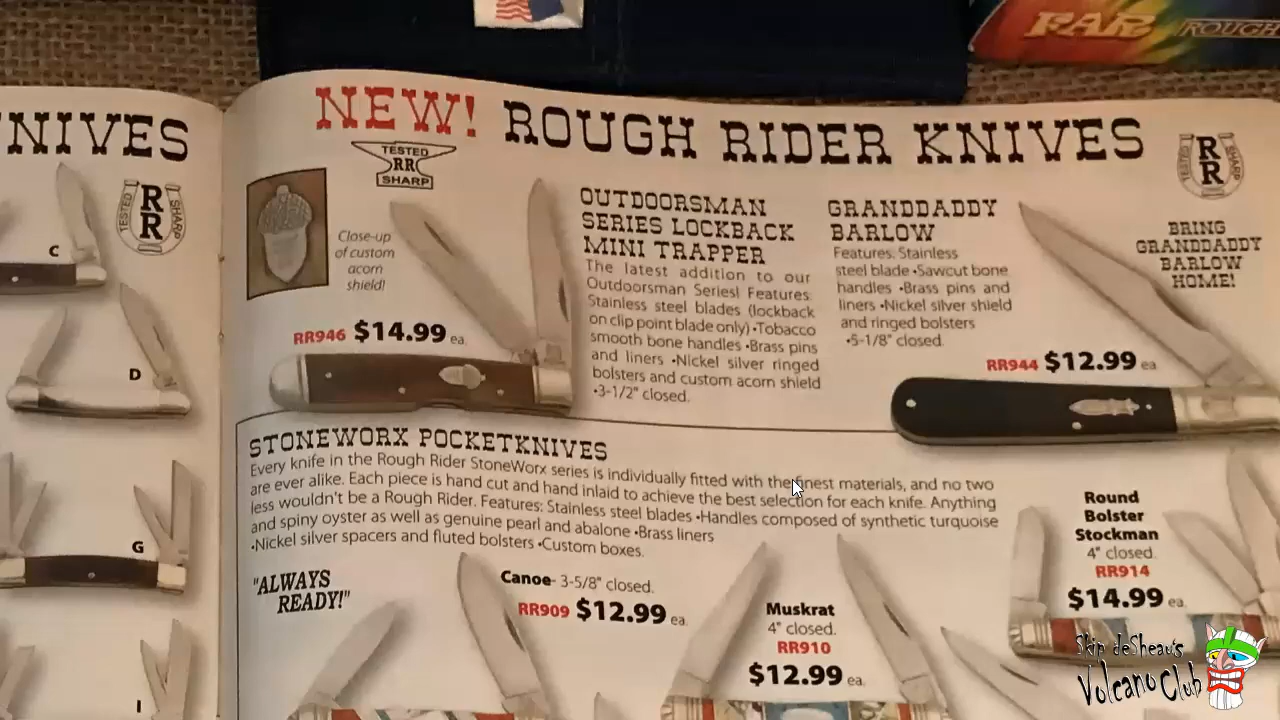 FAR
ROUGH
NIVES
TESTED
RR
SHARP
C
D
G
I
NEW! ROUGH RIDER KNIVES
TESTED
RR
SHARP
TESTED
RR
SHARP
Close-up
of custom
acorn
shield!
RR946 $14.99 ea.
OUTDOORSMAN
SERIES LOCKBACK
MINI TRAPPER
The latest addition to our
Outdoorsman Series! Features:
Stainless steel blades (lockback
on clip point blade only) •Tobacco
smooth bone handles •Brass pins
and liners •Nickel silver ringed
bolsters and custom acorn shield
•3-1/2" closed.
GRANDDADDY
BARLOW
Features: Stainless
steel blade •Sawcut bone
handles •Brass pins and
liners •Nickel silver shield
and ringed bolsters
•5-1/8" closed.
BRING
GRANDDADDY
BARLOW
HOME!
RR944 $12.99 ea.
STONEWORX POCKETKNIVES
Every knife in the Rough Rider StoneWorx series is individually fitted with the finest materials, and no two
are ever alike. Each piece is hand cut and hand inlaid to achieve the best selection for each knife. Anything
less wouldn't be a Rough Rider. Features: Stainless steel blades •Handles composed of synthetic turquoise
and spiny oyster as well as genuine pearl and abalone •Brass liners
•Nickel silver spacers and fluted bolsters •Custom boxes.
"ALWAYS
READY!"
Canoe- 3-5/8" closed.
RR909 $12.99 ea.
Muskrat
4" closed.
RR910
$12.99 ea.
Round
Bolster
Stockman
4" closed.
RR914
$14.99 ea.
Skip deSheau's
Volcano Club